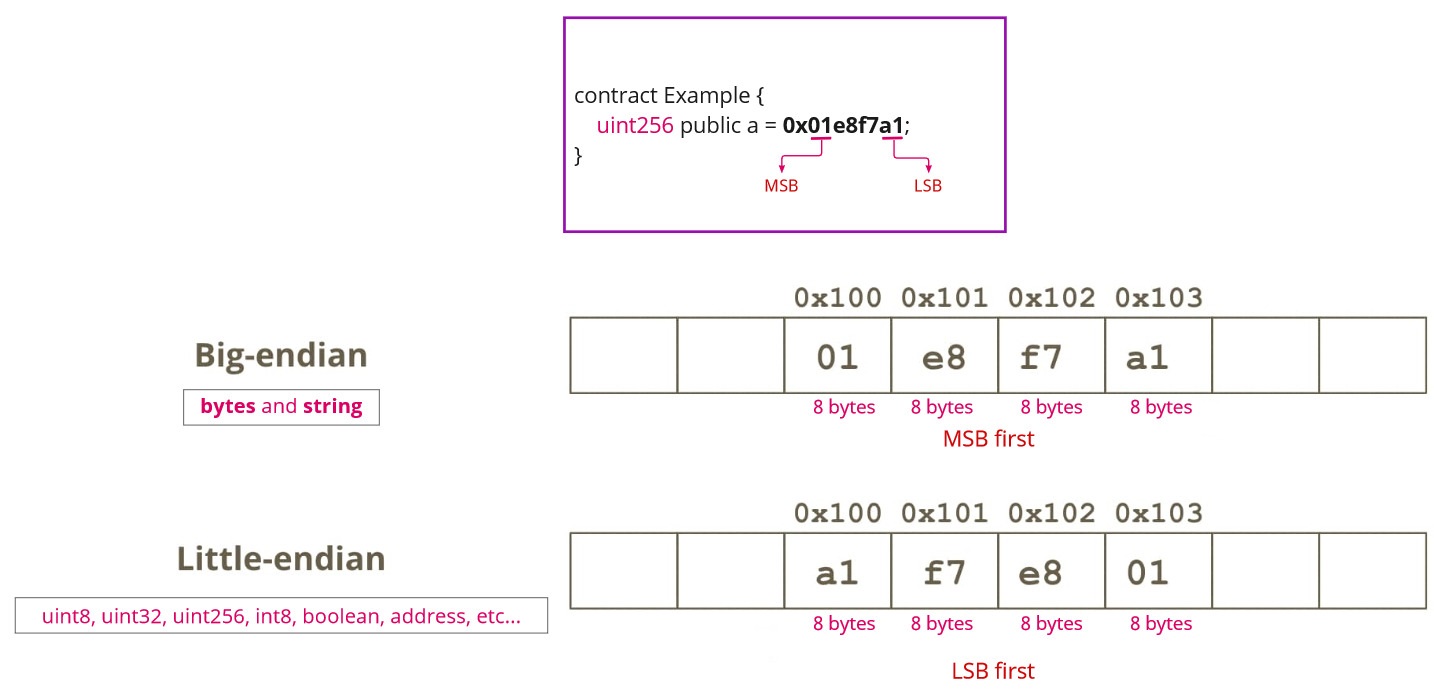 contract Example {
uint256 public a = 0x01e8f7a1;
}
MSB LSB
0x100 0x101 0x102 0x103
Big-endian
01 e8 f7 a1
bytes and string
8 bytes 8 bytes 8 bytes 8 bytes
MSB first
0x100 0x101 0x102 0x103
Little-endian
a1 f7 e8 01
uint8, uint32, uint256, int8, boolean, address, etc...
8 bytes 8 bytes 8 bytes 8 bytes
LSB first